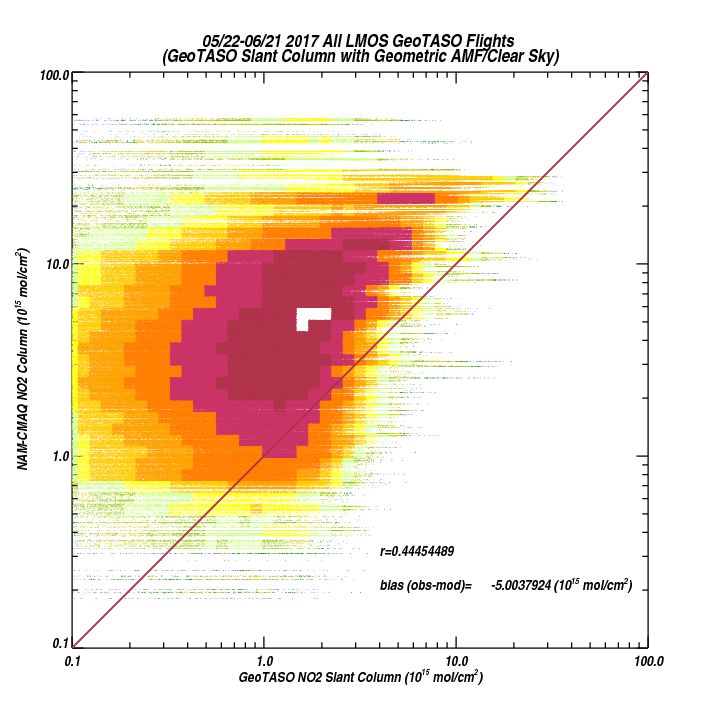 05/22-06/21 2017 All LMOS GeoTASO Flights
(GeoTASO Slant Column with Geometric AMF/Clear Sky)
100.0
10.0
1.0
0.1
NAM-CMAQ NO2 Column (10^15 mol/cm^2)
r=0.44454489
bias (obs-mod)= -5.0037924 (10^15 mol/cm^2)
0.1 1.0 10.0 100.0
GeoTASO NO2 Slant Column (10^15 mol/cm^2)